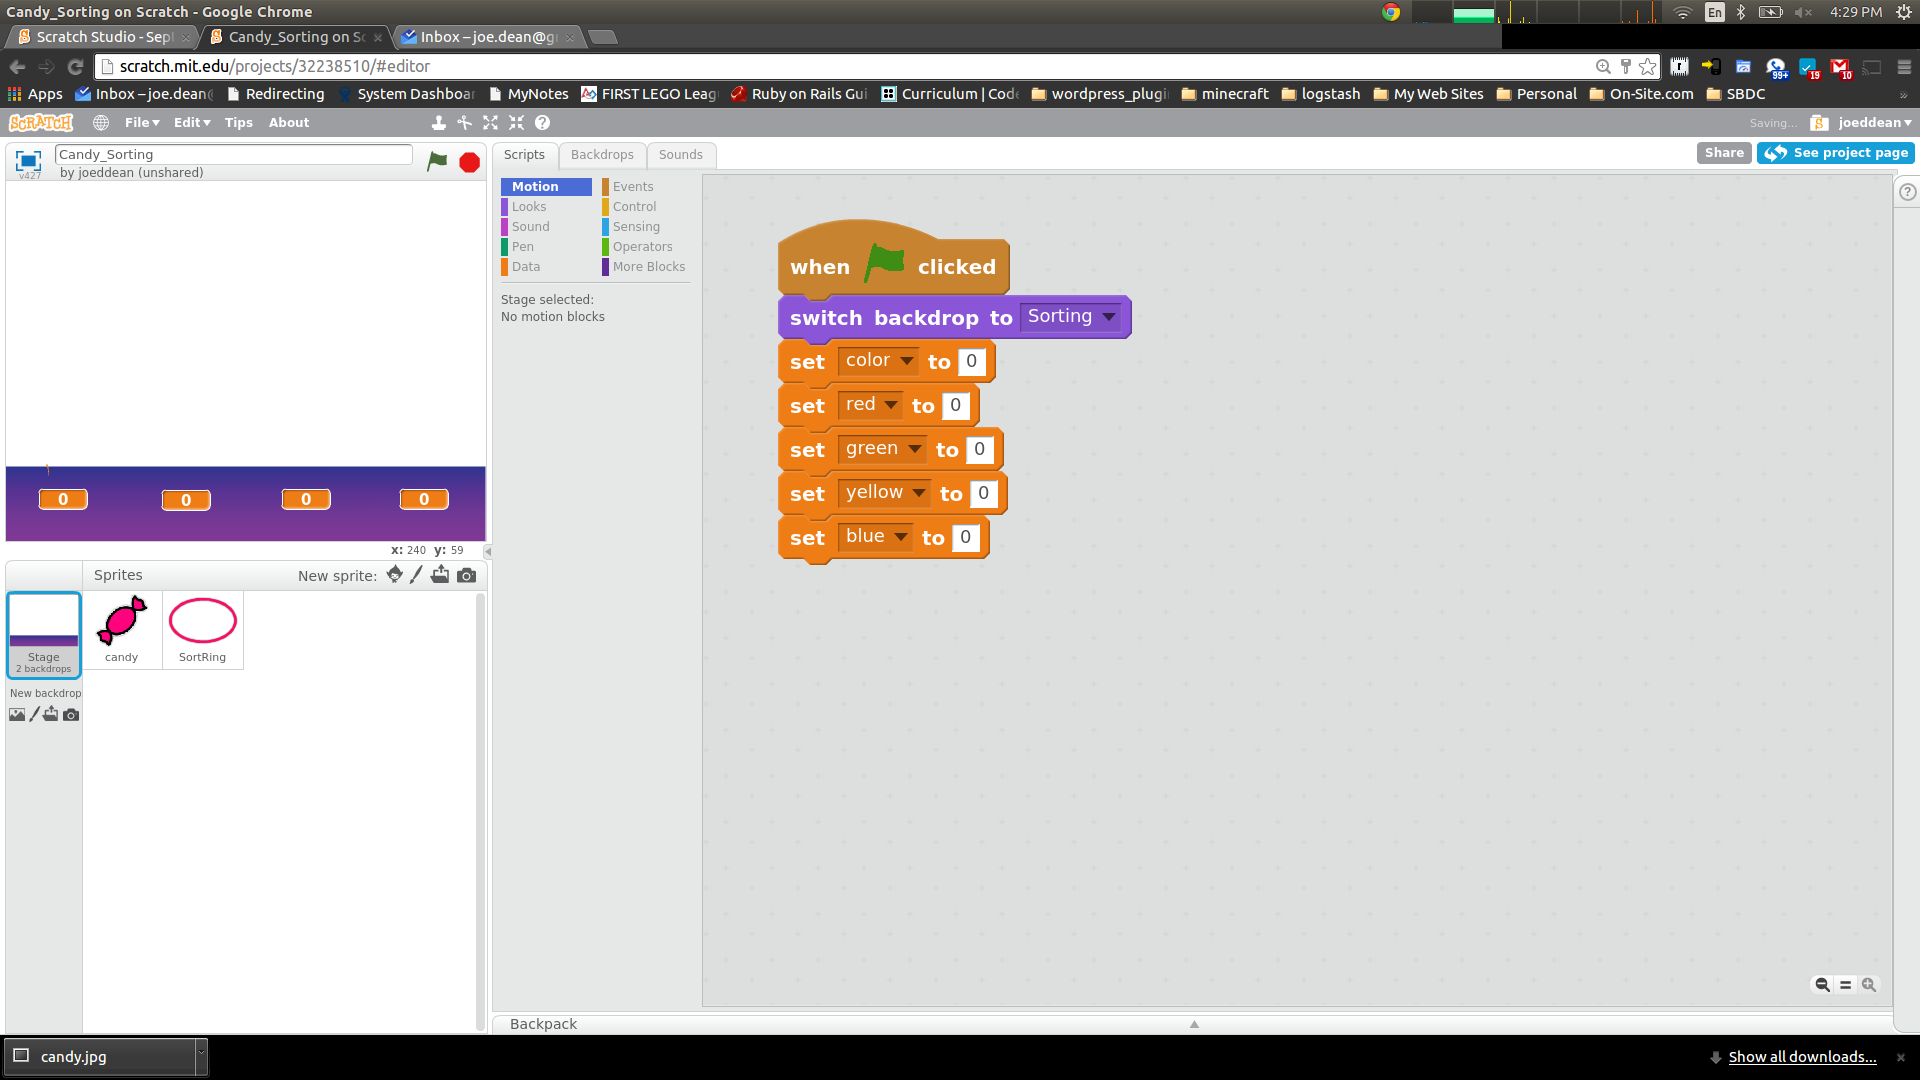 Candy_Sorting on Scratch - Google Chrome
En
4:29 PM
Scratch Studio - Sep
Candy_Sorting on Sc
Inbox – joe.dean@g
scratch.mit.edu/projects/32238510/#editor
99+
19
10
Apps
Inbox – joe.dean
Redirecting
System Dashboar
MyNotes
FIRST LEGO Leag
Ruby on Rails Gui
Curriculum | Code
wordpress_plugi
minecraft
logstash
My Web Sites
Personal
On-Site.com
SBDC
»
SCRATCH
File
Edit
Tips
About
Saving...
joeddean
v427
Candy_Sorting
by joeddean (unshared)
Scripts
Backdrops
Sounds
Share
See project page
Motion
Events
Looks
Control
Sound
Sensing
Pen
Operators
Data
More Blocks
Stage selected:
No motion blocks
when clicked
switch backdrop to Sorting
set color to 0
set red to 0
set green to 0
set yellow to 0
set blue to 0
0
0
0
0
x: 240 y: 59
Sprites
New sprite:
Stage
2 backdrops
candy
SortRing
New backdrop
Backpack
candy.jpg
Show all downloads...